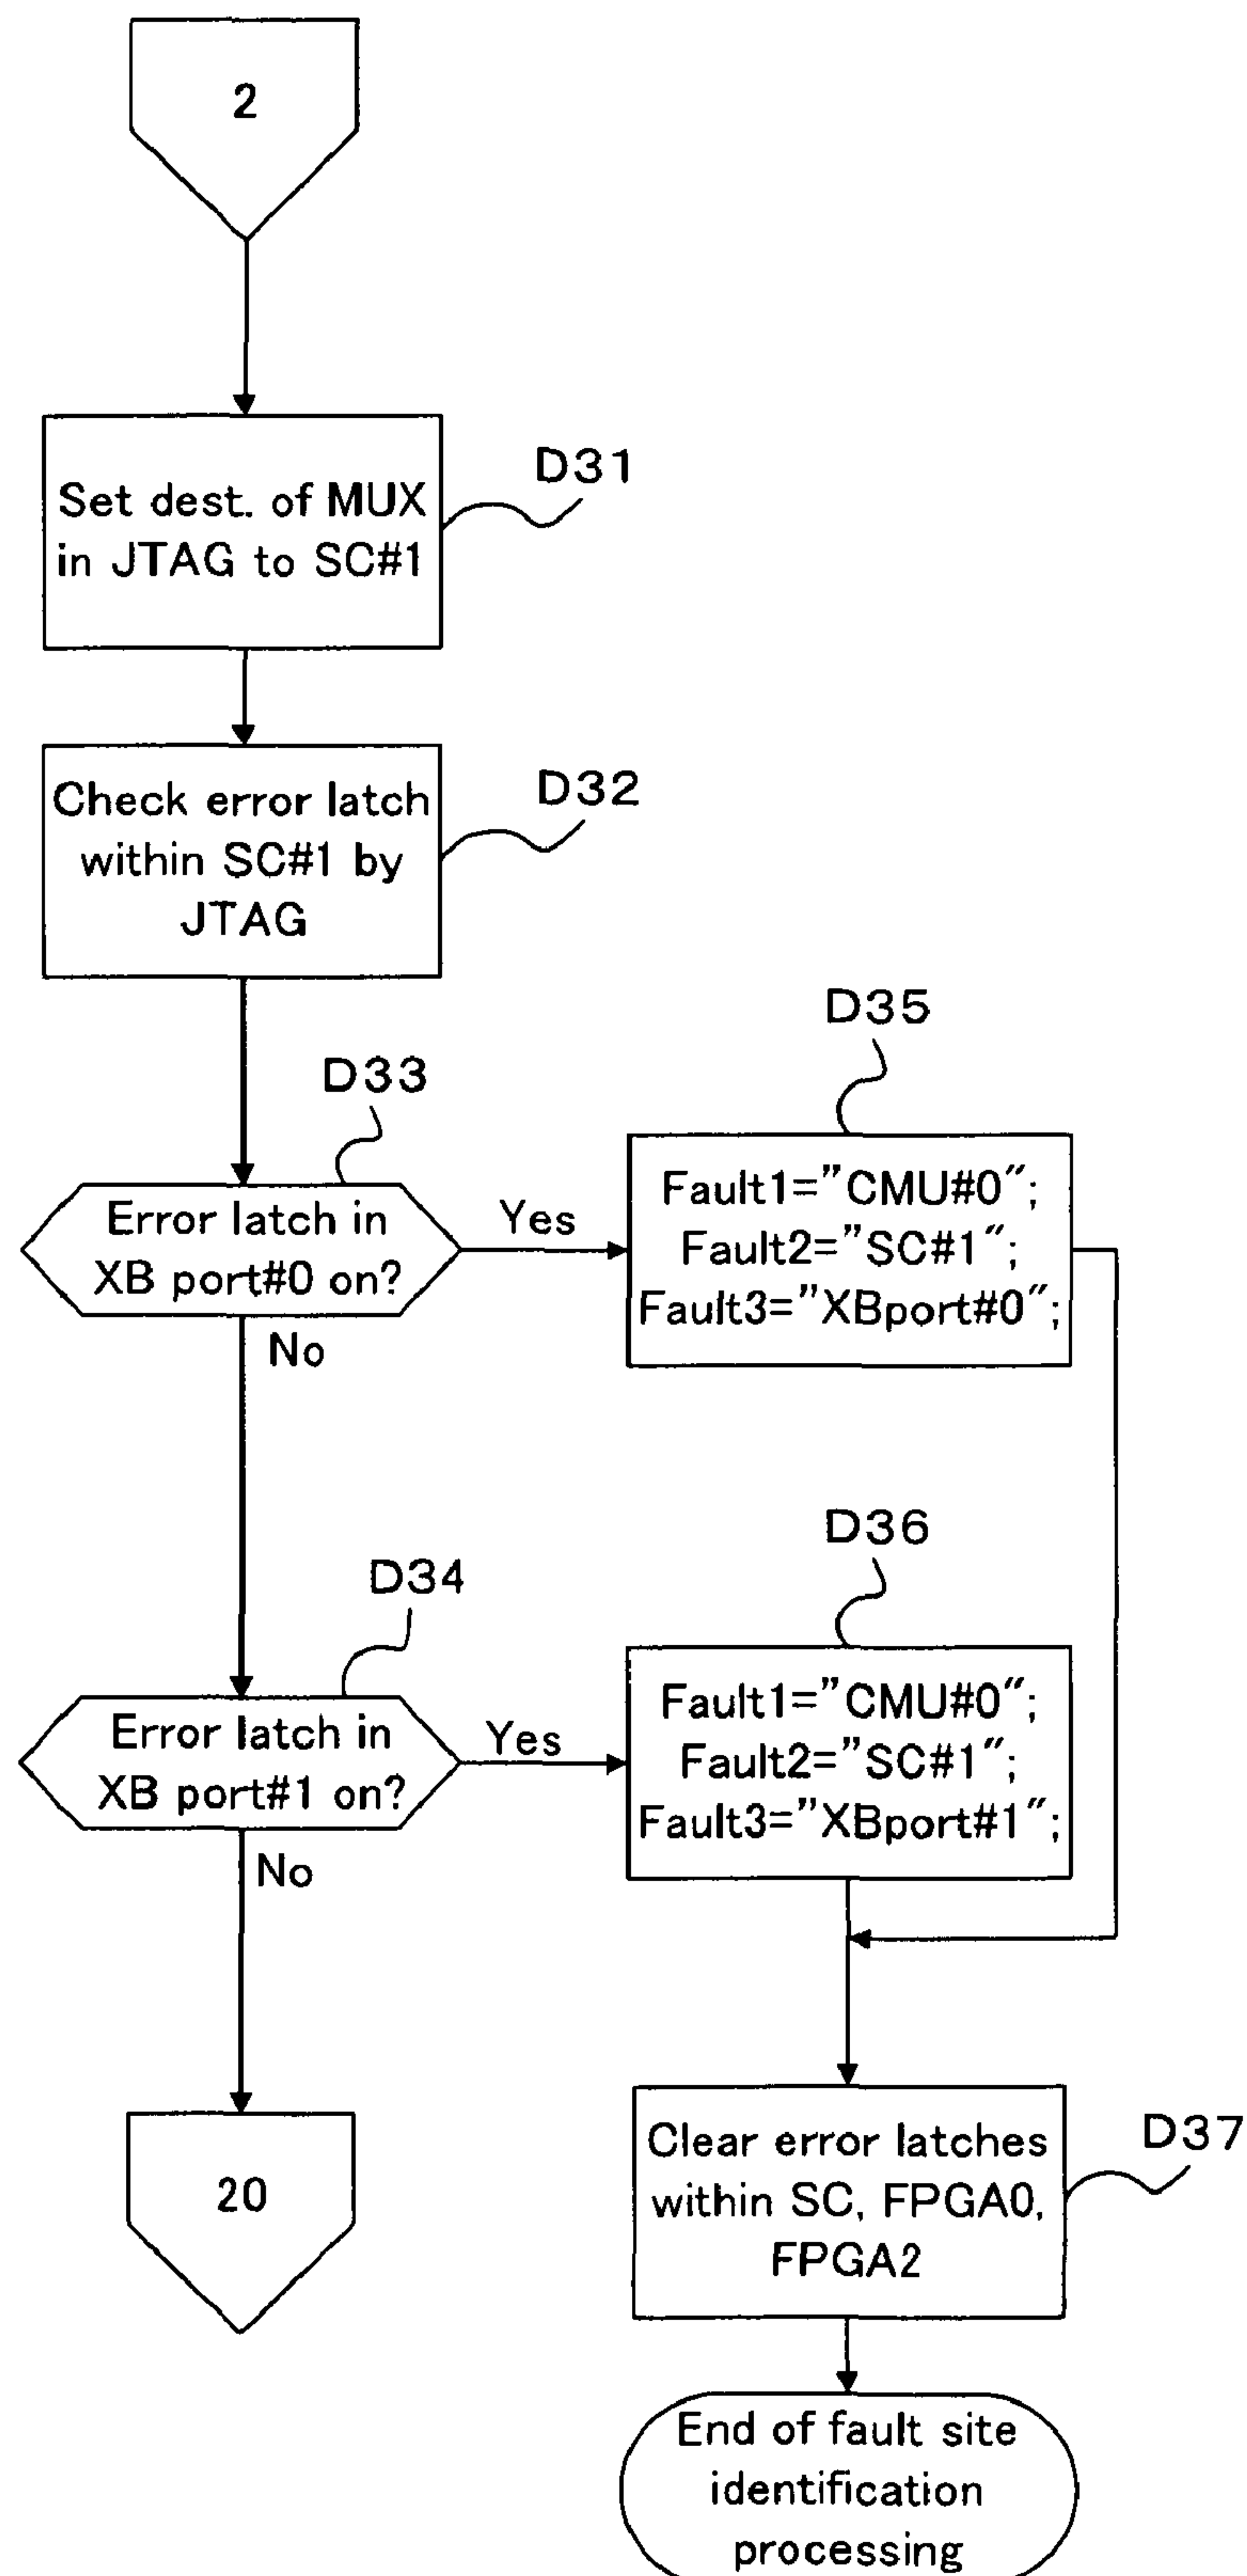 2
Set dest. of MUX
in JTAG to SC#1
D31
Check error latch
within SC#1 by
JTAG
D32
D33
Error latch in
XB port#0 on?
Yes
No
D35
Fault1="CMU#0";
Fault2="SC#1";
Fault3="XBport#0";
D34
Error latch in
XB port#1 on?
Yes
No
D36
Fault1="CMU#0";
Fault2="SC#1";
Fault3="XBport#1";
20
Clear error latches
within SC, FPGA0,
FPGA2
D37
End of fault site
identification
processing